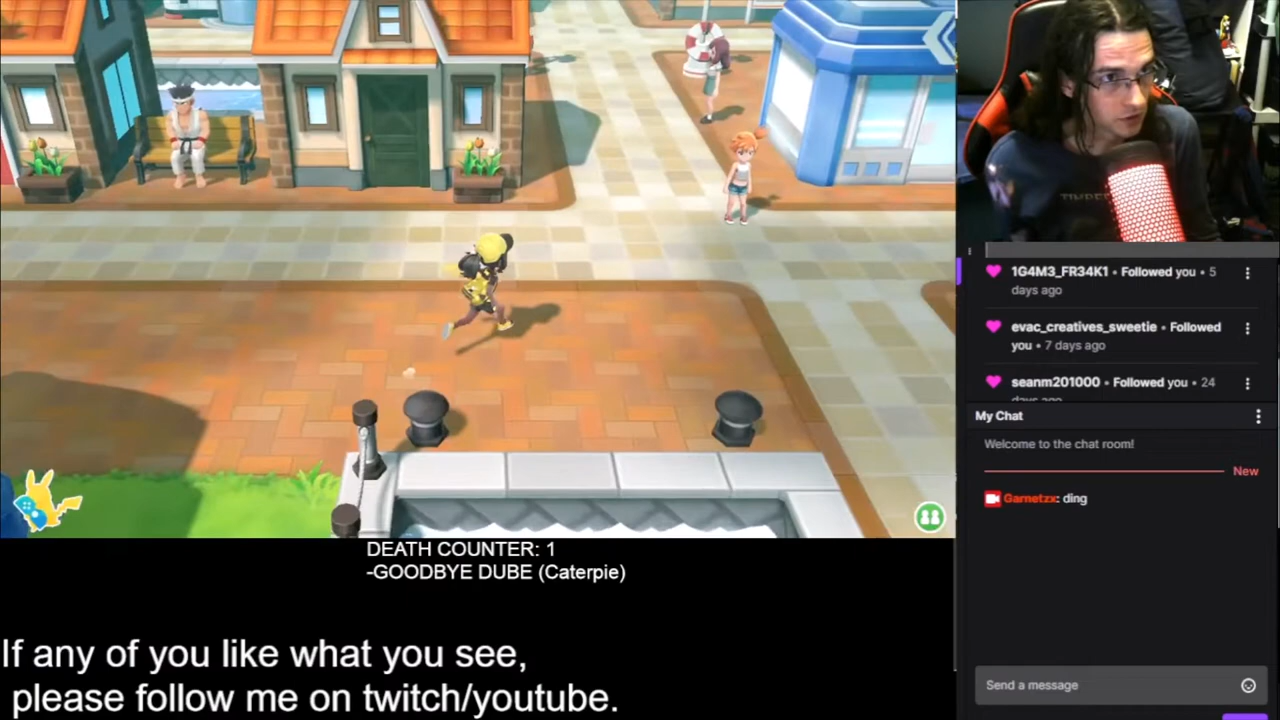 1G4M3_FR34K1 • Followed you • 5
days ago
evac_creatives_sweetie • Followed
you • 7 days ago
seanm201000 • Followed you • 24
days ago
My Chat
Welcome to the chat room!
New
Garnetzx: ding
DEATH COUNTER: 1
-GOODBYE DUBE (Caterpie)
If any of you like what you see,
please follow me on twitch/youtube.
Send a message